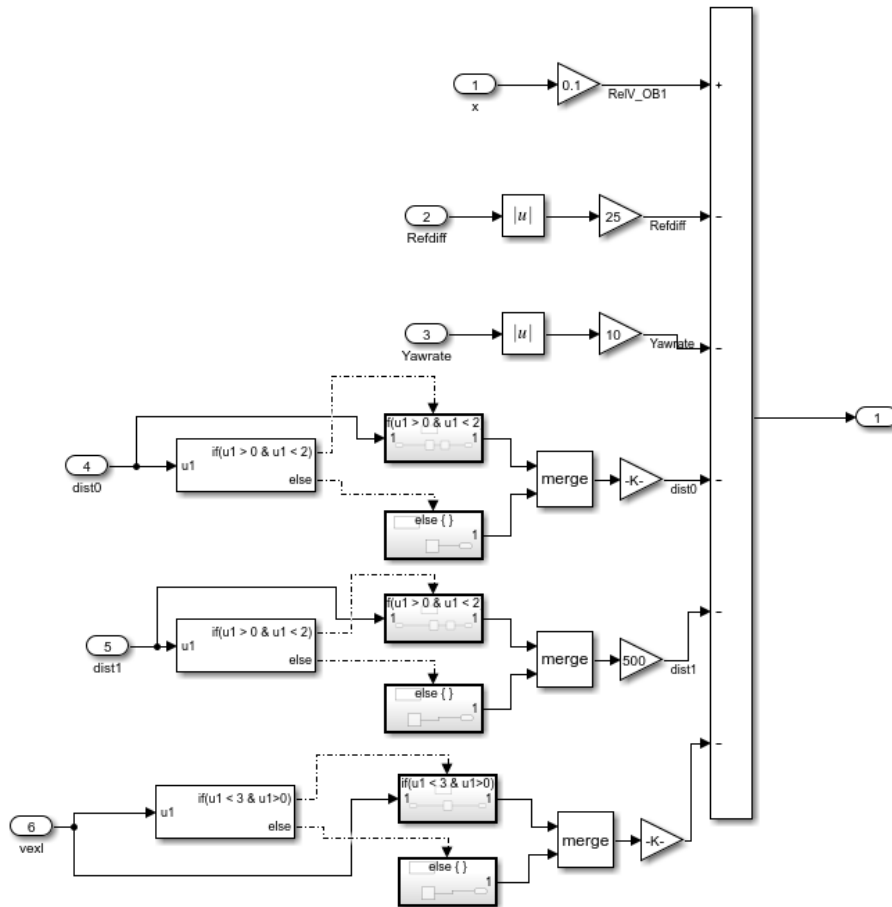 1
x
0.1
RelV_OB1
+
2
Refdiff
|u|
25
Refdiff
−
3
Yawrate
|u|
10
Yawrate
−
1
4
dist0
u1
if(u1 > 0 & u1 < 2)
else
f(u1 > 0 & u1 < 2
1
1
else { }
1
merge
-K-
dist0
−
5
dist1
u1
if(u1 > 0 & u1 < 2)
else
f(u1 > 0 & u1 < 2
1
1
else { }
1
merge
500
dist1
−
6
vexl
u1
if(u1 < 3 & u1>0)
else
if(u1 < 3 & u1>0)
1
1
else { }
1
merge
-K-
−